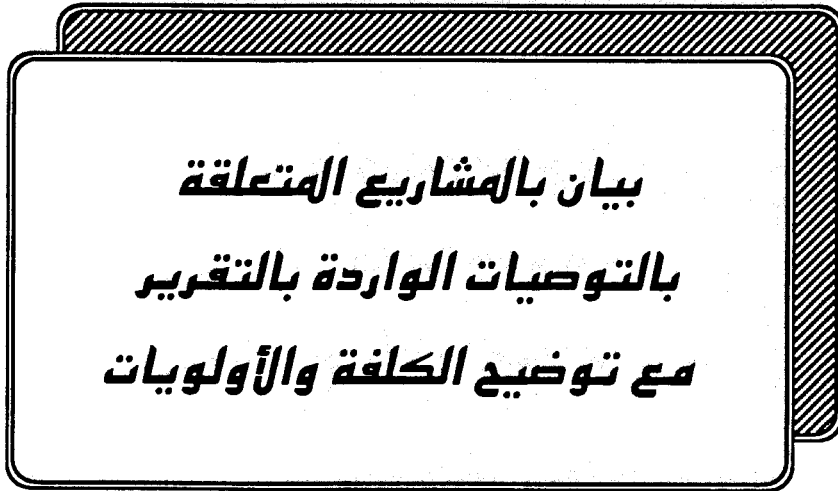 بيان بالمشاريع المتعلقة
بالتوصيات الواردة بالتقرير
مع توضيح الكلفة والأولويات